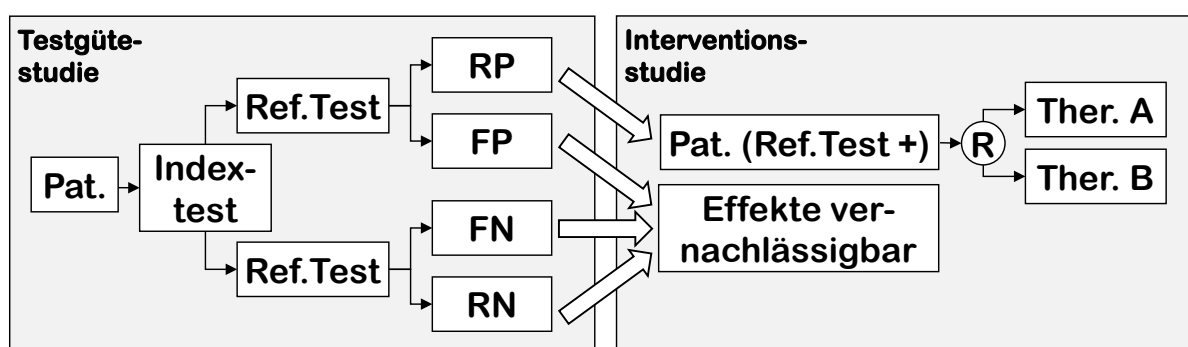 Testgüte-
studie
Pat.
Index-
test
Ref.Test
Ref.Test
RP
FP
FN
RN
Interventions-
studie
Pat. (Ref.Test +)
Effekte ver-
nachlässigbar
R
Ther. A
Ther. B